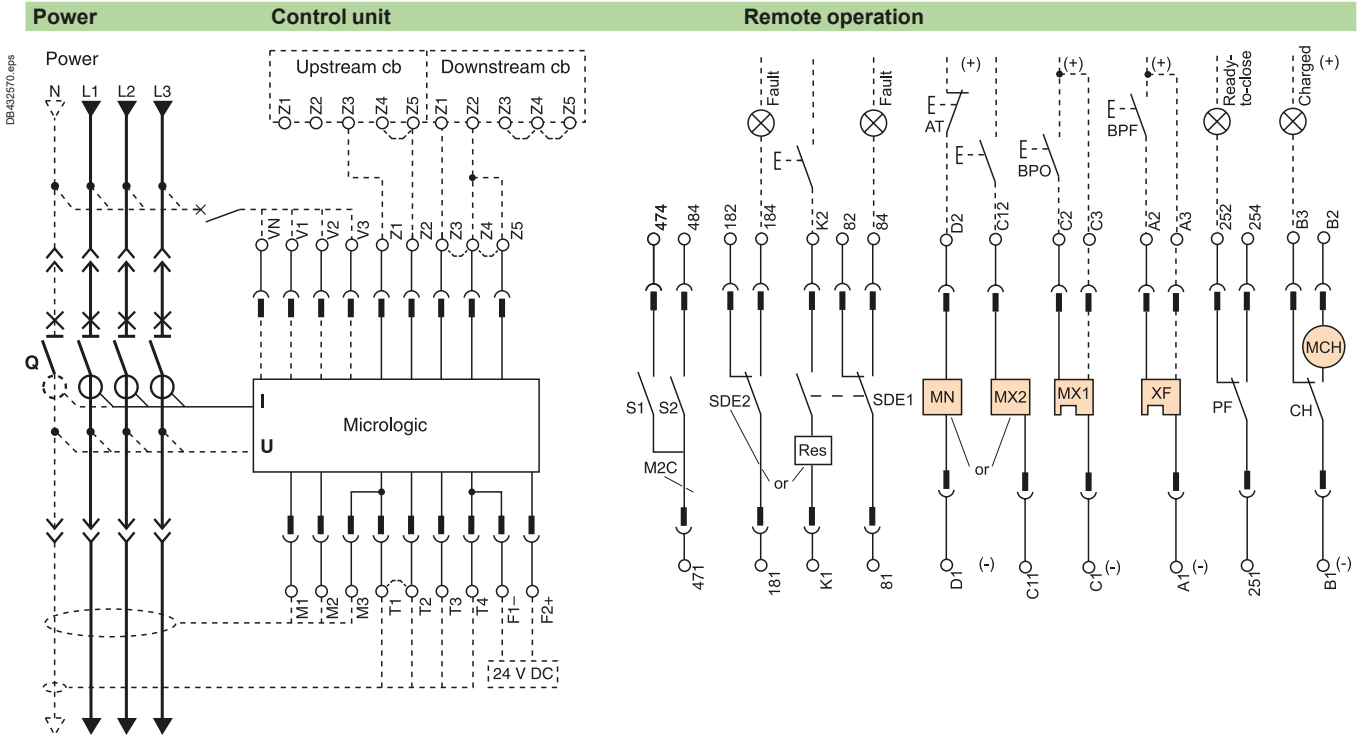 Power Control unit Remote operation
DB432570.eps
Power
N L1 L2 L3
Upstream cb Downstream cb
Z1 Z2 Z3 Z4 Z5 Z1 Z2 Z3 Z4 Z5
Fault Fault (+) (+) (+) Ready-to-close Charged (+)
AT BPO BPF
VN V1 V2 V3 Z1 Z2 Z3 Z4 Z5
474 484 182 184 K2 82 84 D2 C12 C2 C3 A2 A3 252 254 B3 B2
Q
I
U
Micrologic
S1 S2 SDE2 SDE1 MN MX2 MX1 XF PF CH MCH
Res
M2C or or
471 181 K1 81 D1 (-) C11 C1 (-) A1 (-) 251 B1 (-)
M1 M2 M3 T1 T2 T3 T4 F1– F2+
24 V DC